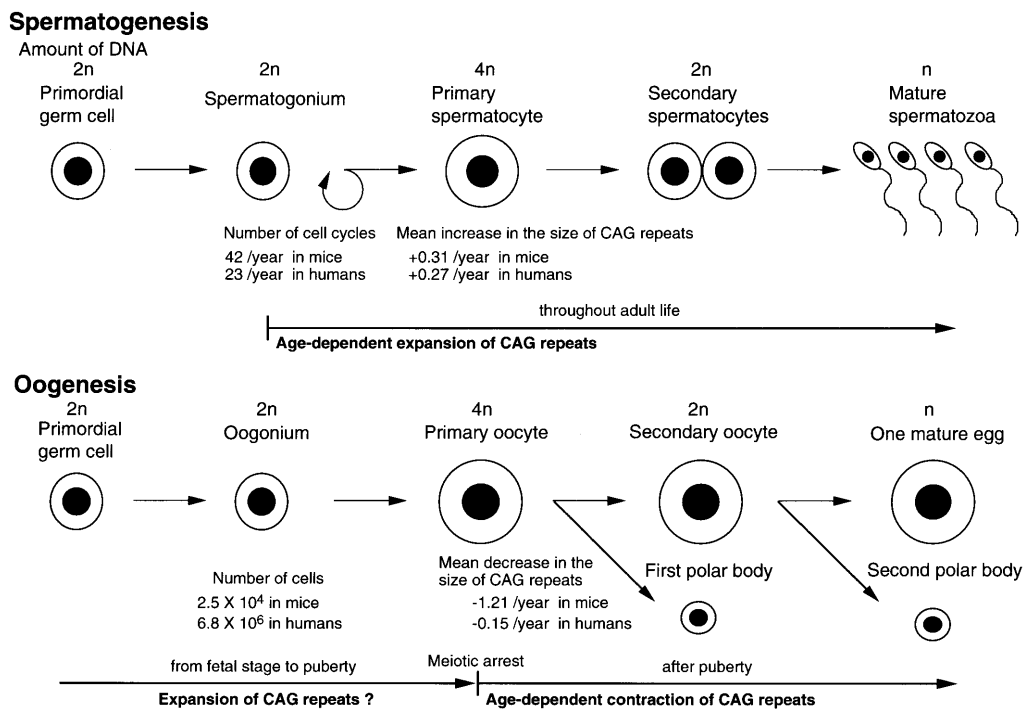 Spermatogenesis
Amount of DNA
2n 2n 4n 2n n
Primordial
germ cell
Spermatogonium
Primary
spermatocyte
Secondary
spermatocytes
Mature
spermatozoa
Number of cell cycles
42 /year in mice
23 /year in humans
Mean increase in the size of CAG repeats
+0.31 /year in mice
+0.27 /year in humans
throughout adult life
Age-dependent expansion of CAG repeats
Oogenesis
2n 2n 4n 2n n
Primordial
germ cell
Oogonium
Primary oocyte
Secondary oocyte
One mature egg
Number of cells
2.5 X 10⁴ in mice
6.8 X 10⁶ in humans
Mean decrease in the
size of CAG repeats
-1.21 /year in mice
-0.15 /year in humans
First polar body
Second polar body
from fetal stage to puberty
Meiotic arrest
after puberty
Expansion of CAG repeats ?
Age-dependent contraction of CAG repeats